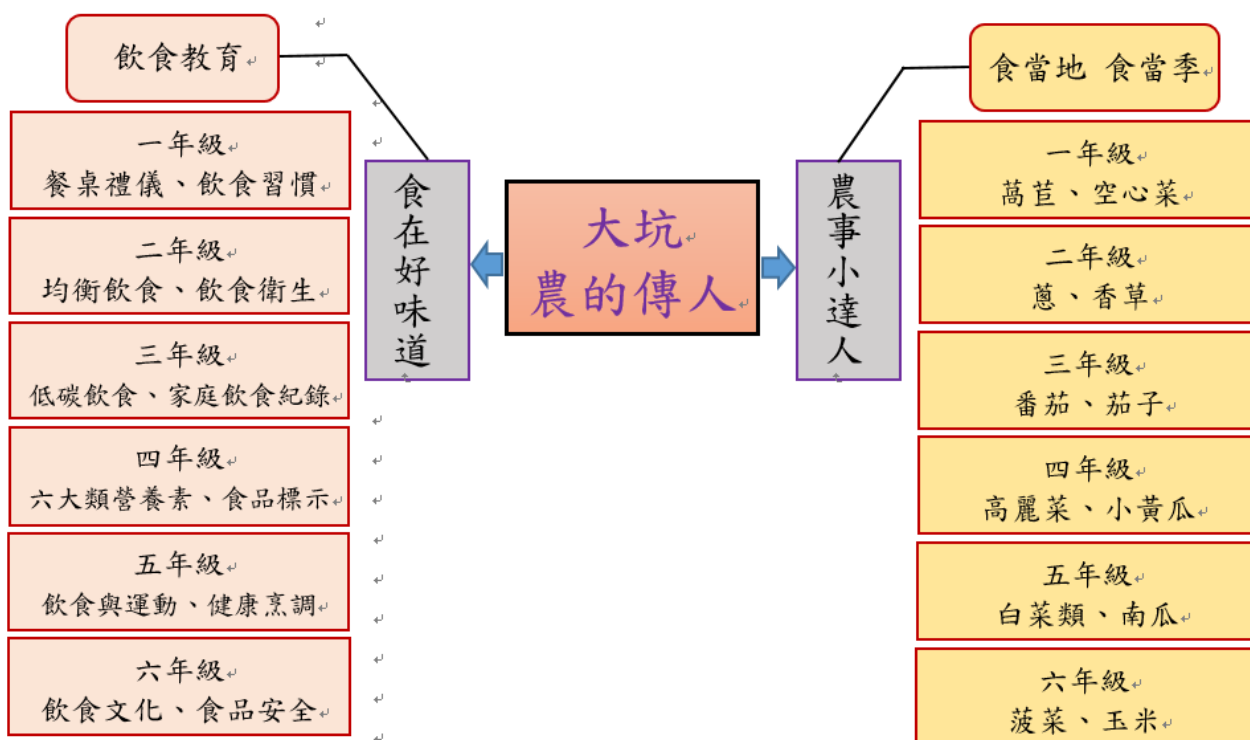 飲食教育
一年級
餐桌禮儀、飲食習慣
二年級
均衡飲食、飲食衛生
三年級
低碳飲食、家庭飲食紀錄
四年級
六大類營養素、食品標示
五年級
飲食與運動、健康烹調
六年級
飲食文化、食品安全
食在好味道
大坑
農的傳人
農事小達人
食當地 食當季
一年級
萵苣、空心菜
二年級
蔥、香草
三年級
番茄、茄子
四年級
高麗菜、小黃瓜
五年級
白菜類、南瓜
六年級
菠菜、玉米